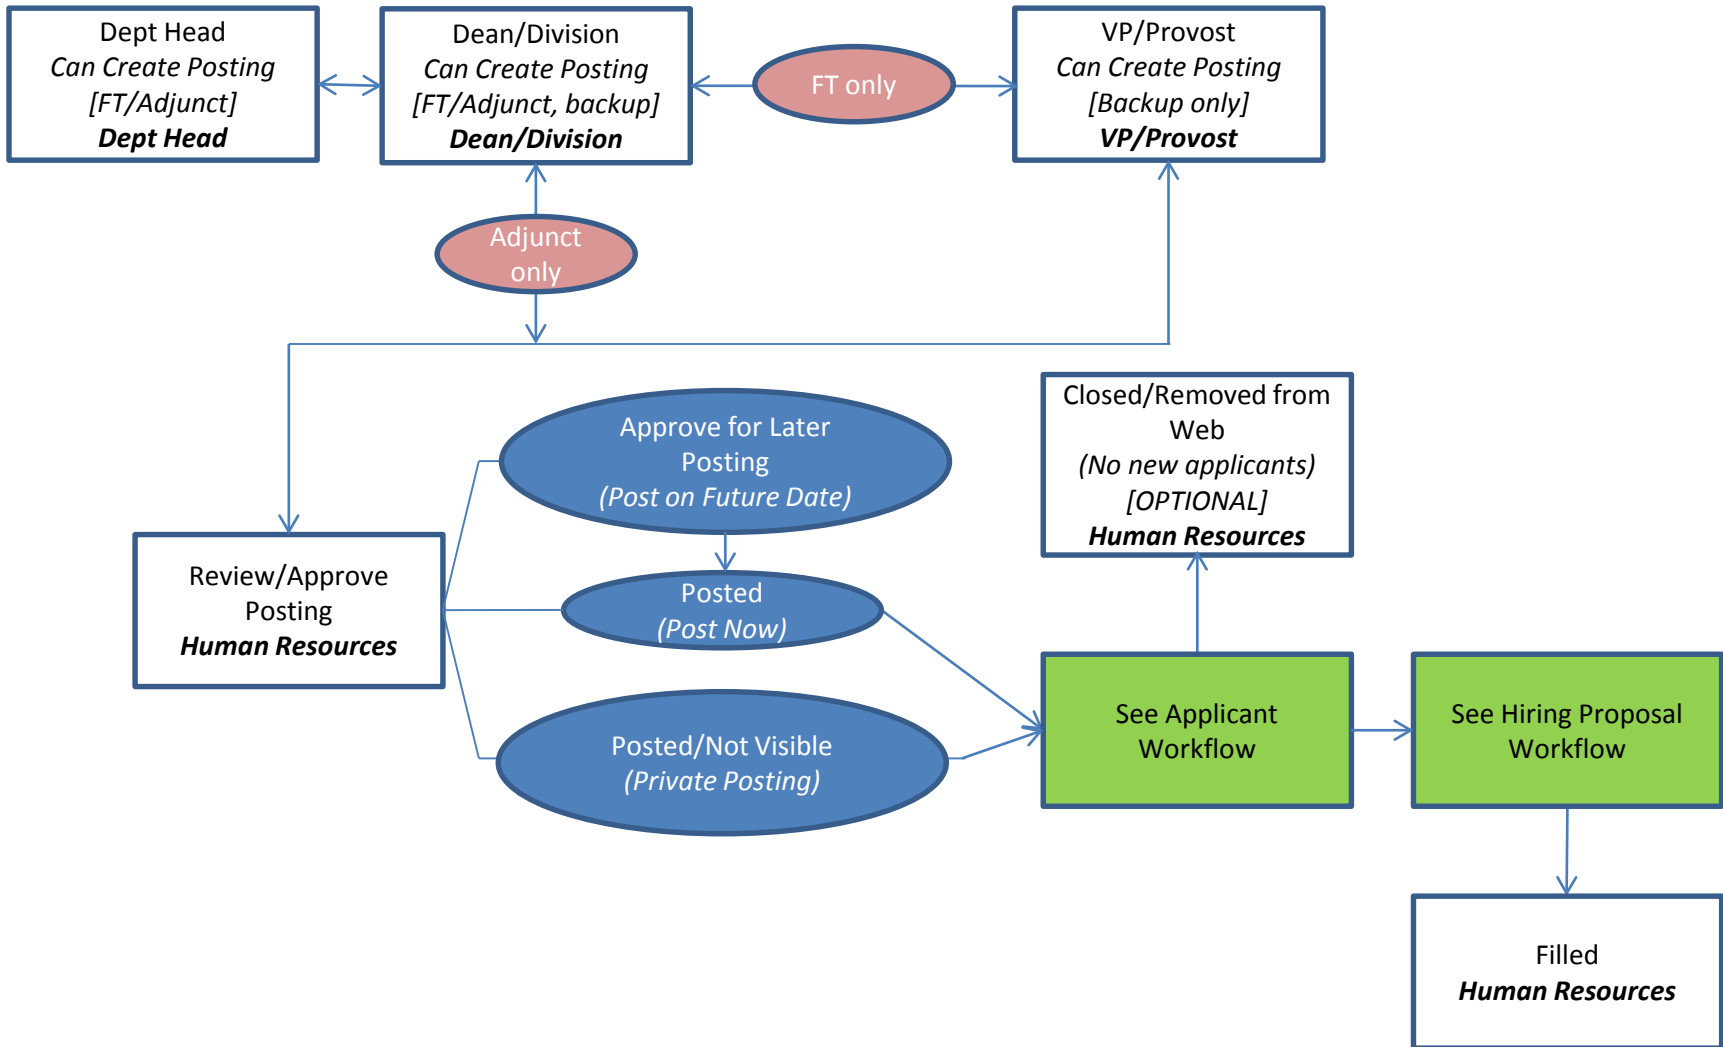 Dept Head
Can Create Posting
[FT/Adjunct]
Dept Head
Dean/Division
Can Create Posting
[FT/Adjunct, backup]
Dean/Division
FT only
VP/Provost
Can Create Posting
[Backup only]
VP/Provost
Adjunct
only
Approve for Later
Posting
(Post on Future Date)
Closed/Removed from
Web
(No new applicants)
[OPTIONAL]
Human Resources
Review/Approve
Posting
Human Resources
Posted
(Post Now)
Posted/Not Visible
(Private Posting)
See Applicant
Workflow
See Hiring Proposal
Workflow
Filled
Human Resources